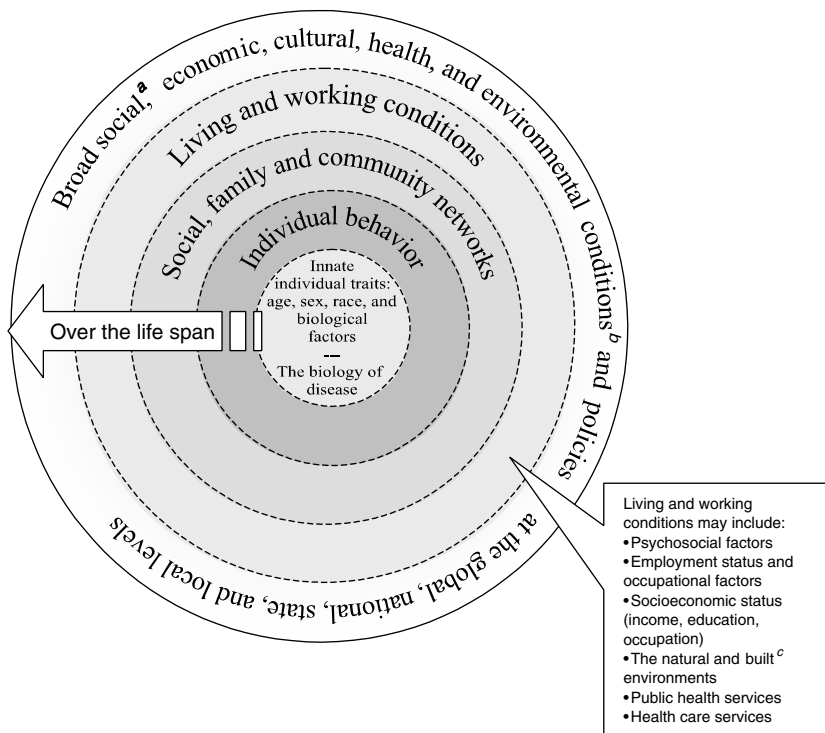 Broad social,a economic, cultural, health, and environmental conditionsb and policies
at the global, national, state, and local levels
Living and working conditions
Social, family and community networks
Individual behavior
Innate
individual traits:
age, sex, race, and
biological
factors
--
The biology of
disease
Over the life span
Living and working
conditions may include:
•Psychosocial factors
•Employment status and
occupational factors
•Socioeconomic status
(income, education,
occupation)
•The natural and built c
environments
•Public health services
•Health care services